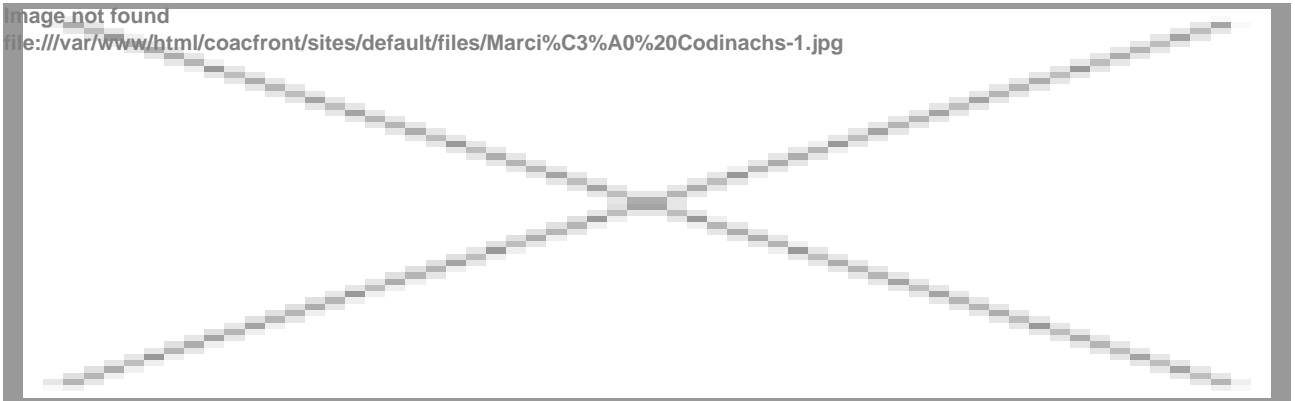 Image not found
file:///var/www/html/coacfront/sites/default/files/Marci%C3%A0%20Codinachs-1.jpg